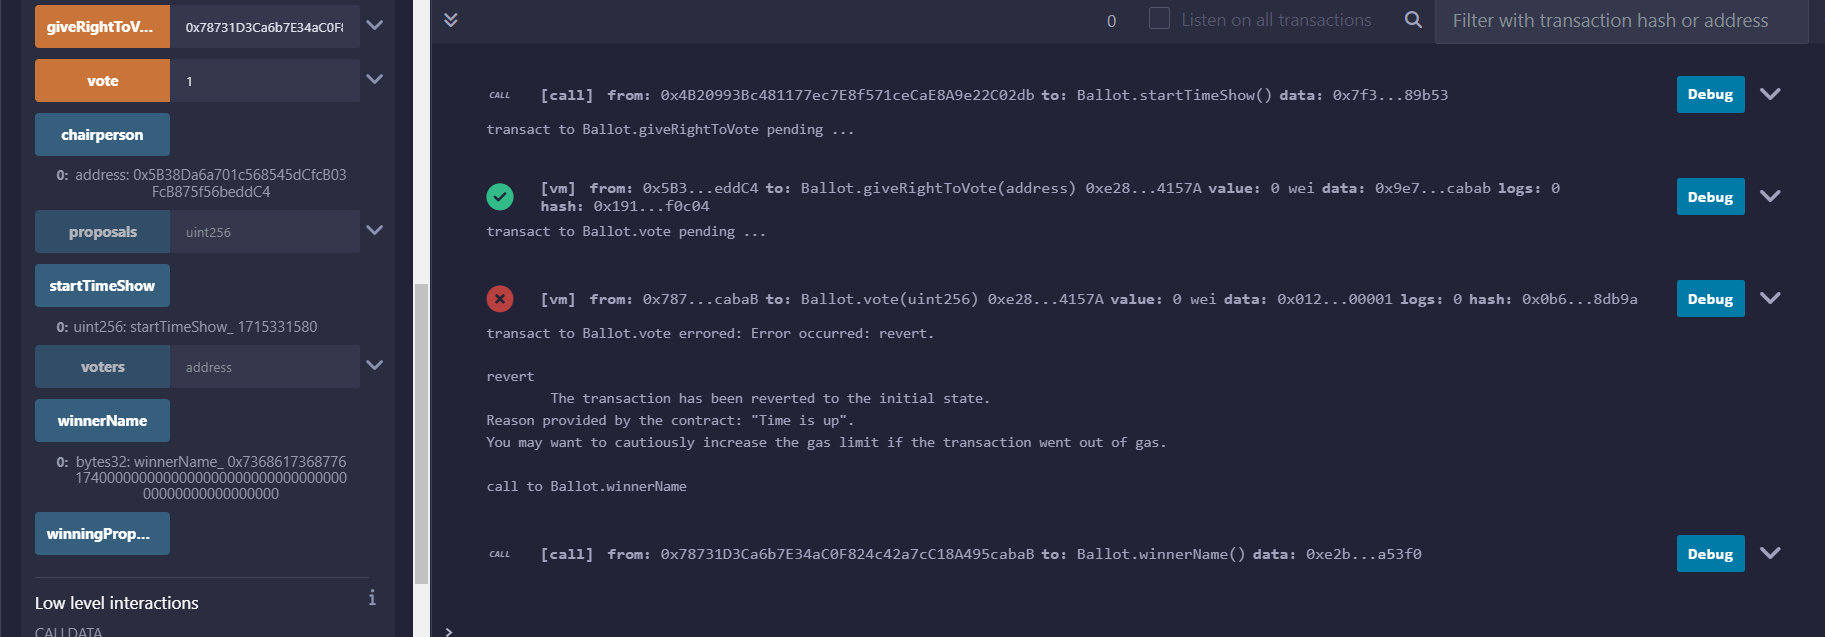 giveRightToV...
0x78731D3Ca6b7E34aC0F8
vote
1
chairperson
0: address: 0x5B38Da6a701c568545dCfcB03
FcB875f56beddC4
proposals
uint256
startTimeShow
0: uint256: startTimeShow_ 1715331580
voters
address
winnerName
0: bytes32: winnerName_ 0x7368617368776
1740000000000000000000000000000000
00000000000000000
winningProp...
Low level interactions
i
CALLDATA
0
Listen on all transactions
Filter with transaction hash or address
CALL [call] from: 0x4B20993Bc481177ec7E8f571ceCaE8A9e22C02db to: Ballot.startTimeShow() data: 0x7f3...89b53
Debug
transact to Ballot.giveRightToVote pending ...
[vm] from: 0x5B3...eddC4 to: Ballot.giveRightToVote(address) 0xe28...4157A value: 0 wei data: 0x9e7...cabab logs: 0
hash: 0x191...f0c04
Debug
transact to Ballot.vote pending ...
[vm] from: 0x787...cabaB to: Ballot.vote(uint256) 0xe28...4157A value: 0 wei data: 0x012...00001 logs: 0 hash: 0x0b6...8db9a
Debug
transact to Ballot.vote errored: Error occurred: revert.
revert
The transaction has been reverted to the initial state.
Reason provided by the contract: "Time is up".
You may want to cautiously increase the gas limit if the transaction went out of gas.
call to Ballot.winnerName
CALL [call] from: 0x78731D3Ca6b7E34aC0F824c42a7cC18A495cabaB to: Ballot.winnerName() data: 0xe2b...a53f0
Debug
>